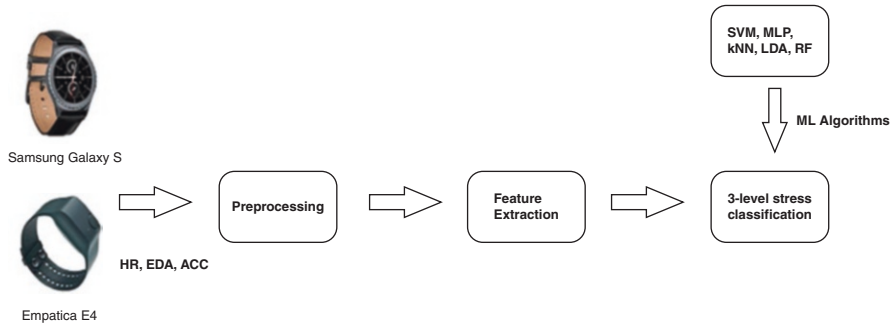 SVM, MLP,
kNN, LDA, RF
ML Algorithms
Samsung Galaxy S
Preprocessing
Feature
Extraction
3-level stress
classification
HR, EDA, ACC
Empatica E4